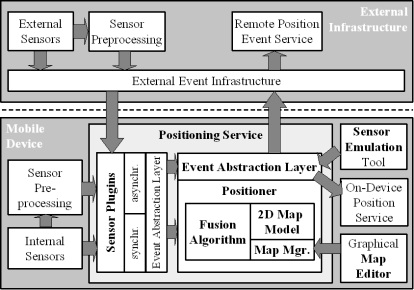 External
Infrastructure
External
Sensors
Sensor
Preprocessing
Remote Position
Event Service
External Event Infrastructure
Mobile
Device
Positioning Service
Sensor
Pre-
processing
Internal
Sensors
Sensor Plugins
asynchr.
synchr.
Event Abstraction Layer
Event Abstraction Layer
Positioner
Fusion
Algorithm
2D Map
Model
Map Mgr.
Sensor
Emulation
Tool
On-Device
Position
Service
Graphical
Map
Editor